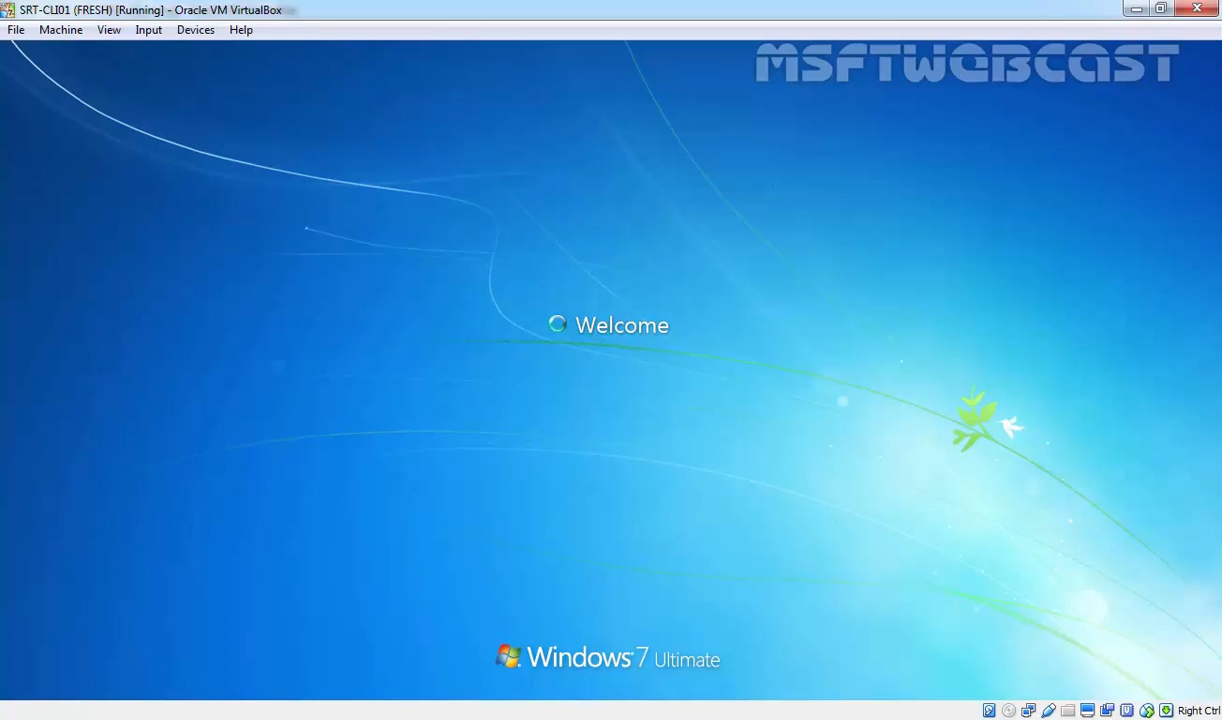 SRT-CLI01 (FRESH) [Running] - Oracle VM VirtualBox
File Machine View Input Devices Help
MSFTWEBCAST
Welcome
Windows 7 Ultimate
Right Ctrl